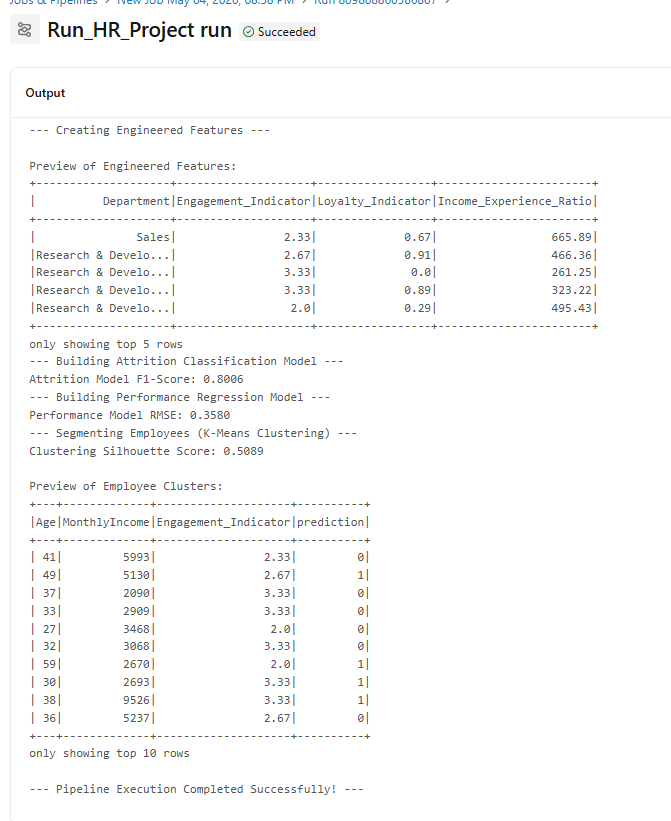 Jobs & Pipelines > New Job May 04, 2026, 08:58 PM > Run 809808860580867 >
Run_HR_Project run Succeeded
Output
--- Creating Engineered Features ---
Preview of Engineered Features:
+--------------------+--------------------+-----------------+-----------------------+
|          Department|Engagement_Indicator|Loyalty_Indicator|Income_Experience_Ratio|
+--------------------+--------------------+-----------------+-----------------------+
|               Sales|                2.33|             0.67|                 665.89|
|Research & Develo...|                2.67|             0.91|                 466.36|
|Research & Develo...|                3.33|              0.0|                 261.25|
|Research & Develo...|                3.33|             0.89|                 323.22|
|Research & Develo...|                 2.0|             0.29|                 495.43|
+--------------------+--------------------+-----------------+-----------------------+
only showing top 5 rows
--- Building Attrition Classification Model ---
Attrition Model F1-Score: 0.8006
--- Building Performance Regression Model ---
Performance Model RMSE: 0.3580
--- Segmenting Employees (K-Means Clustering) ---
Clustering Silhouette Score: 0.5089
Preview of Employee Clusters:
+---+-------------+--------------------+----------+
|Age|MonthlyIncome|Engagement_Indicator|prediction|
+---+-------------+--------------------+----------+
| 41|         5993|                2.33|         0|
| 49|         5130|                2.67|         1|
| 37|         2090|                3.33|         0|
| 33|         2909|                3.33|         0|
| 27|         3468|                 2.0|         0|
| 32|         3068|                3.33|         0|
| 59|         2670|                 2.0|         1|
| 30|         2693|                3.33|         1|
| 38|         9526|                3.33|         1|
| 36|         5237|                2.67|         0|
+---+-------------+--------------------+----------+
only showing top 10 rows
--- Pipeline Execution Completed Successfully! ---